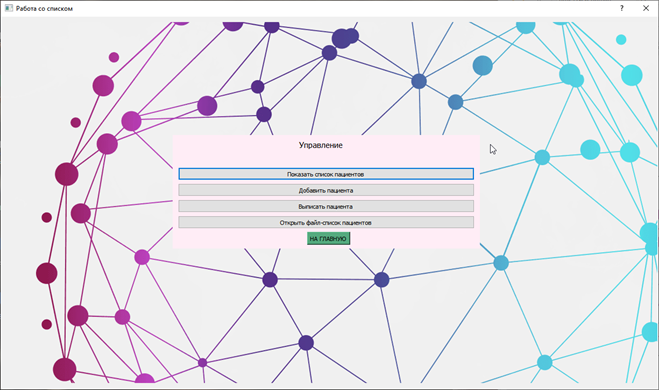 Работа со списком
Управление
Показать список пациентов
Добавить пациента
Выписать пациента
Открыть файл-список пациентов
НА ГЛАВНУЮ